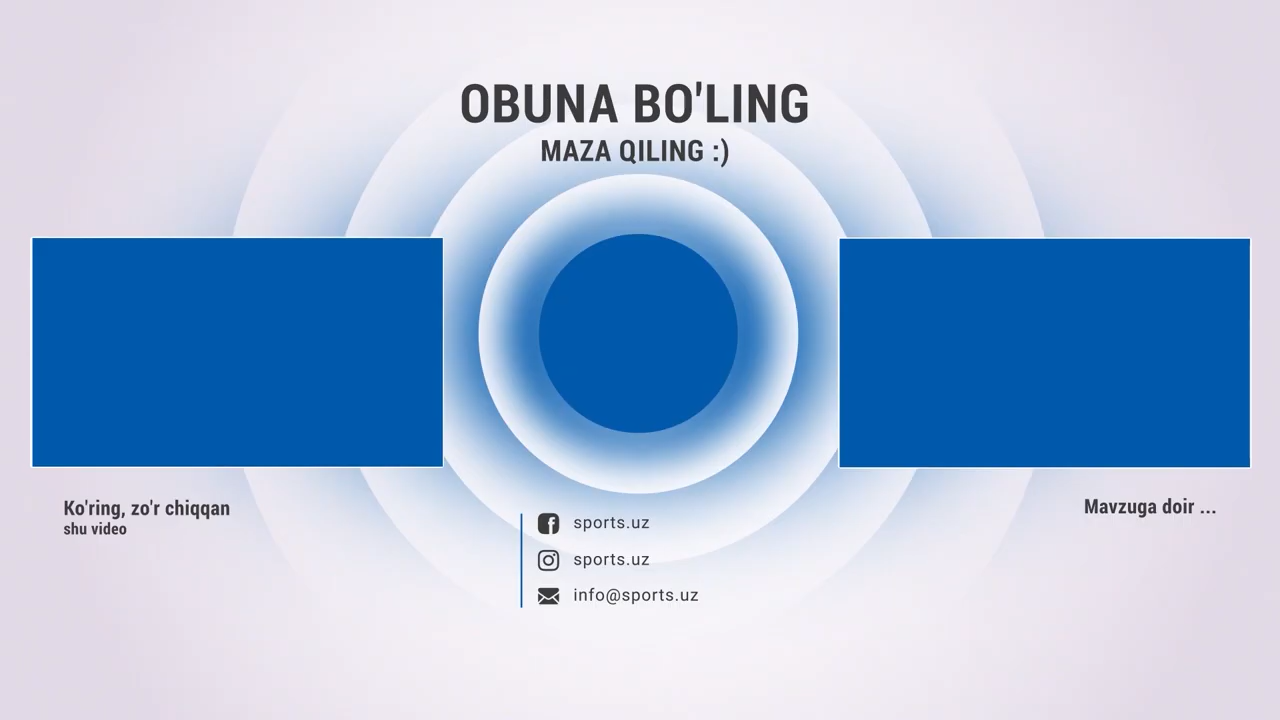 OBUNA BO'LING
MAZA QILING :)
Ko'ring, zo'r chiqqan
shu video
Mavzuga doir ...
sports.uz
sports.uz
info@sports.uz